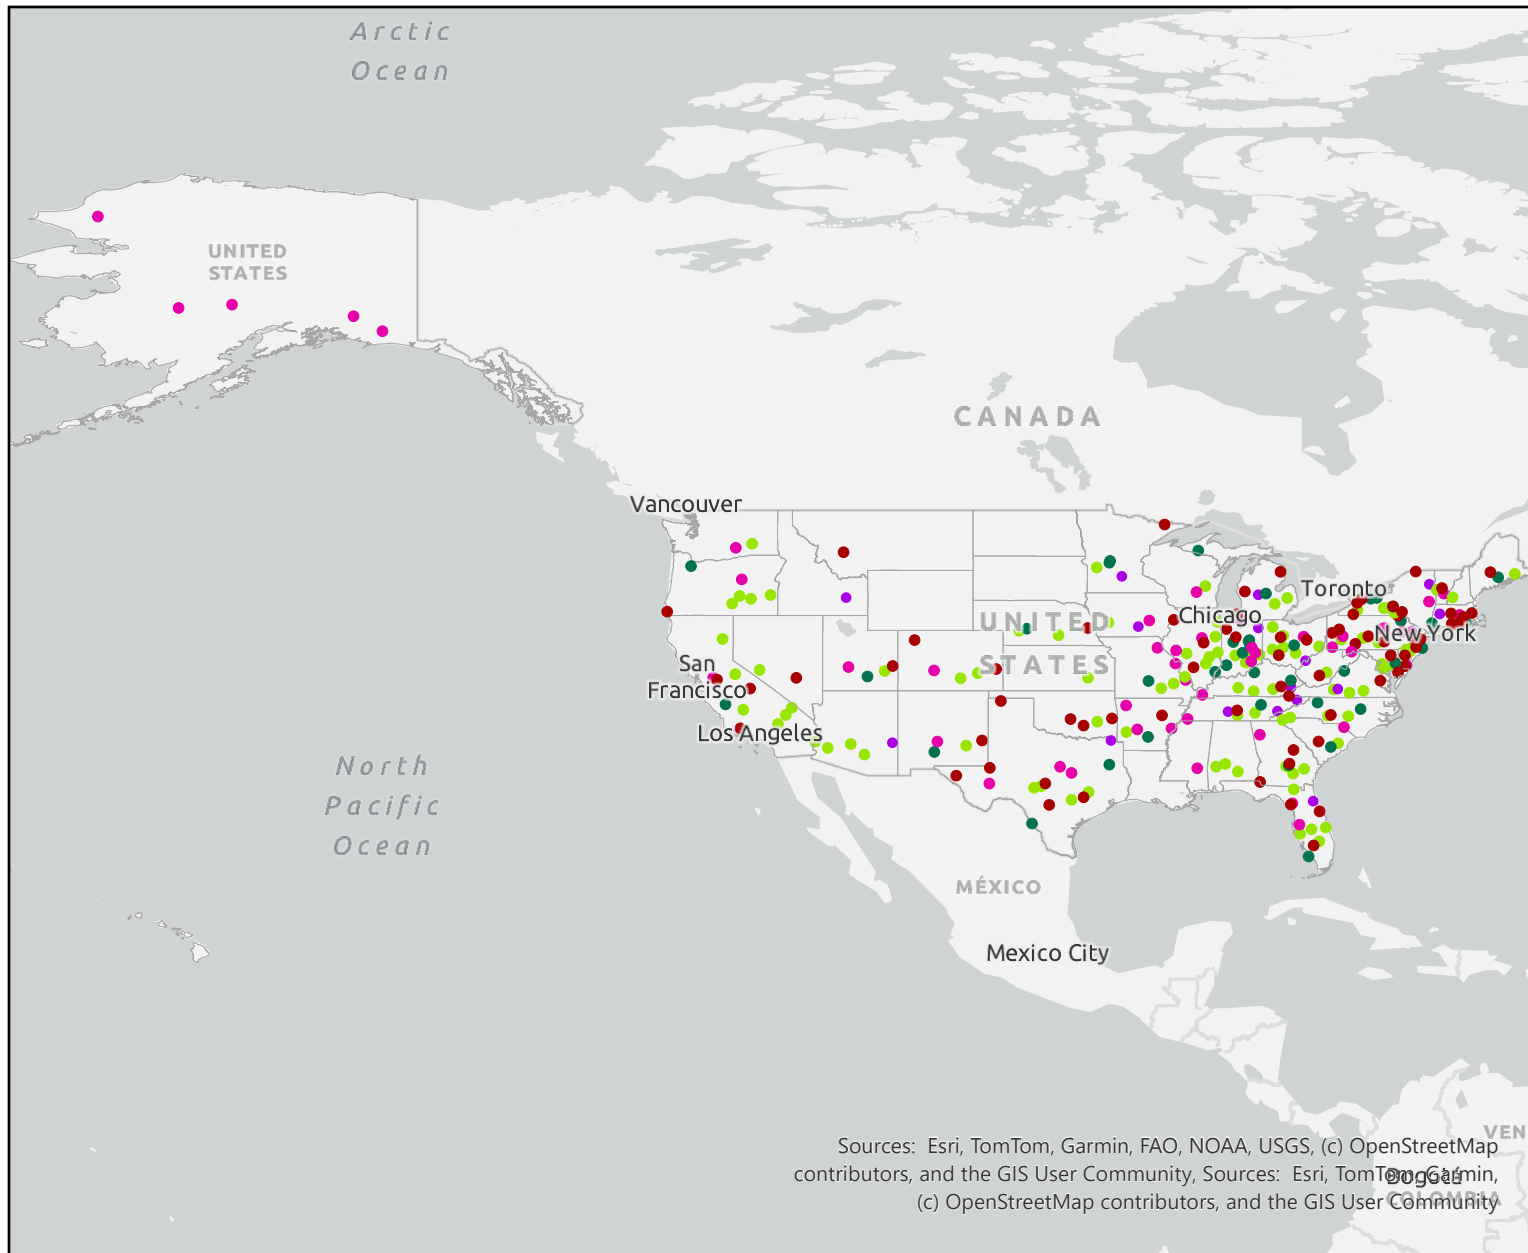 Arctic
Ocean
UNITED
STATES
CANADA
Vancouver
Toronto
Chicago
UNITED
New York
STATES
San
Francisco
Los Angeles
North
Pacific
Ocean
MÉXICO
Mexico City
VEN
Sources: Esri, TomTom, Garmin, FAO, NOAA, USGS, (c) OpenStreetMap
contributors, and the GIS User Community, Sources: Esri, TomTom, Garmin,
Bogotá
(c) OpenStreetMap contributors, and the GIS User Community
COLOMBIA